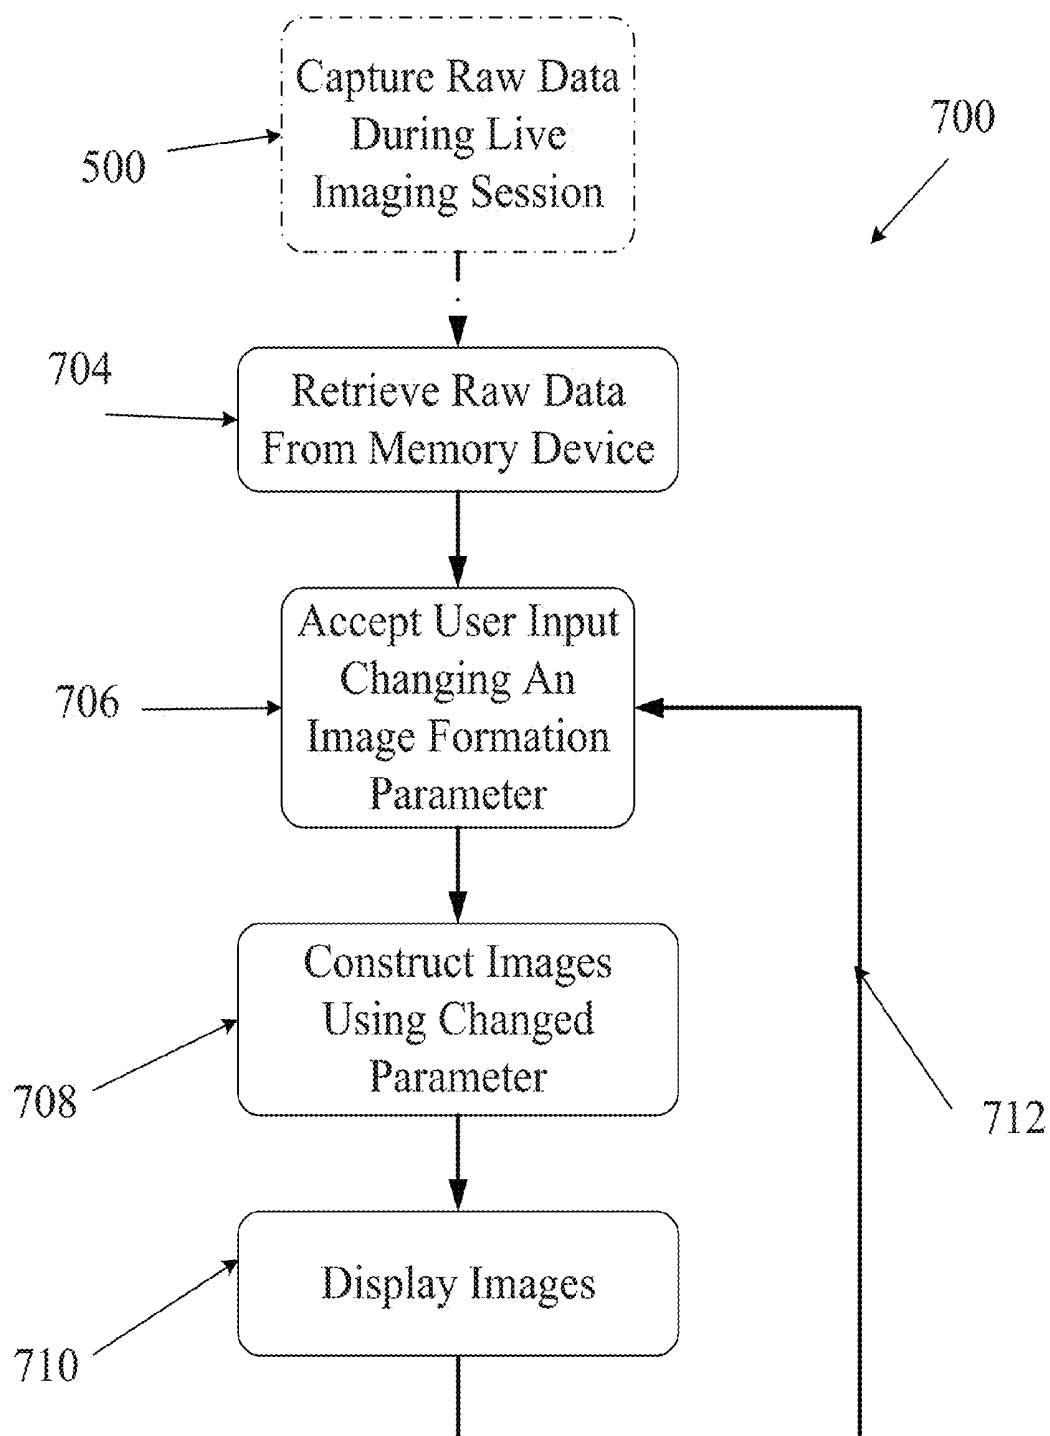 Capture Raw Data
During Live
Imaging Session
500
700
704
Retrieve Raw Data
From Memory Device
Accept User Input
Changing An
Image Formation
Parameter
706
Construct Images
Using Changed
Parameter
708
712
Display Images
710